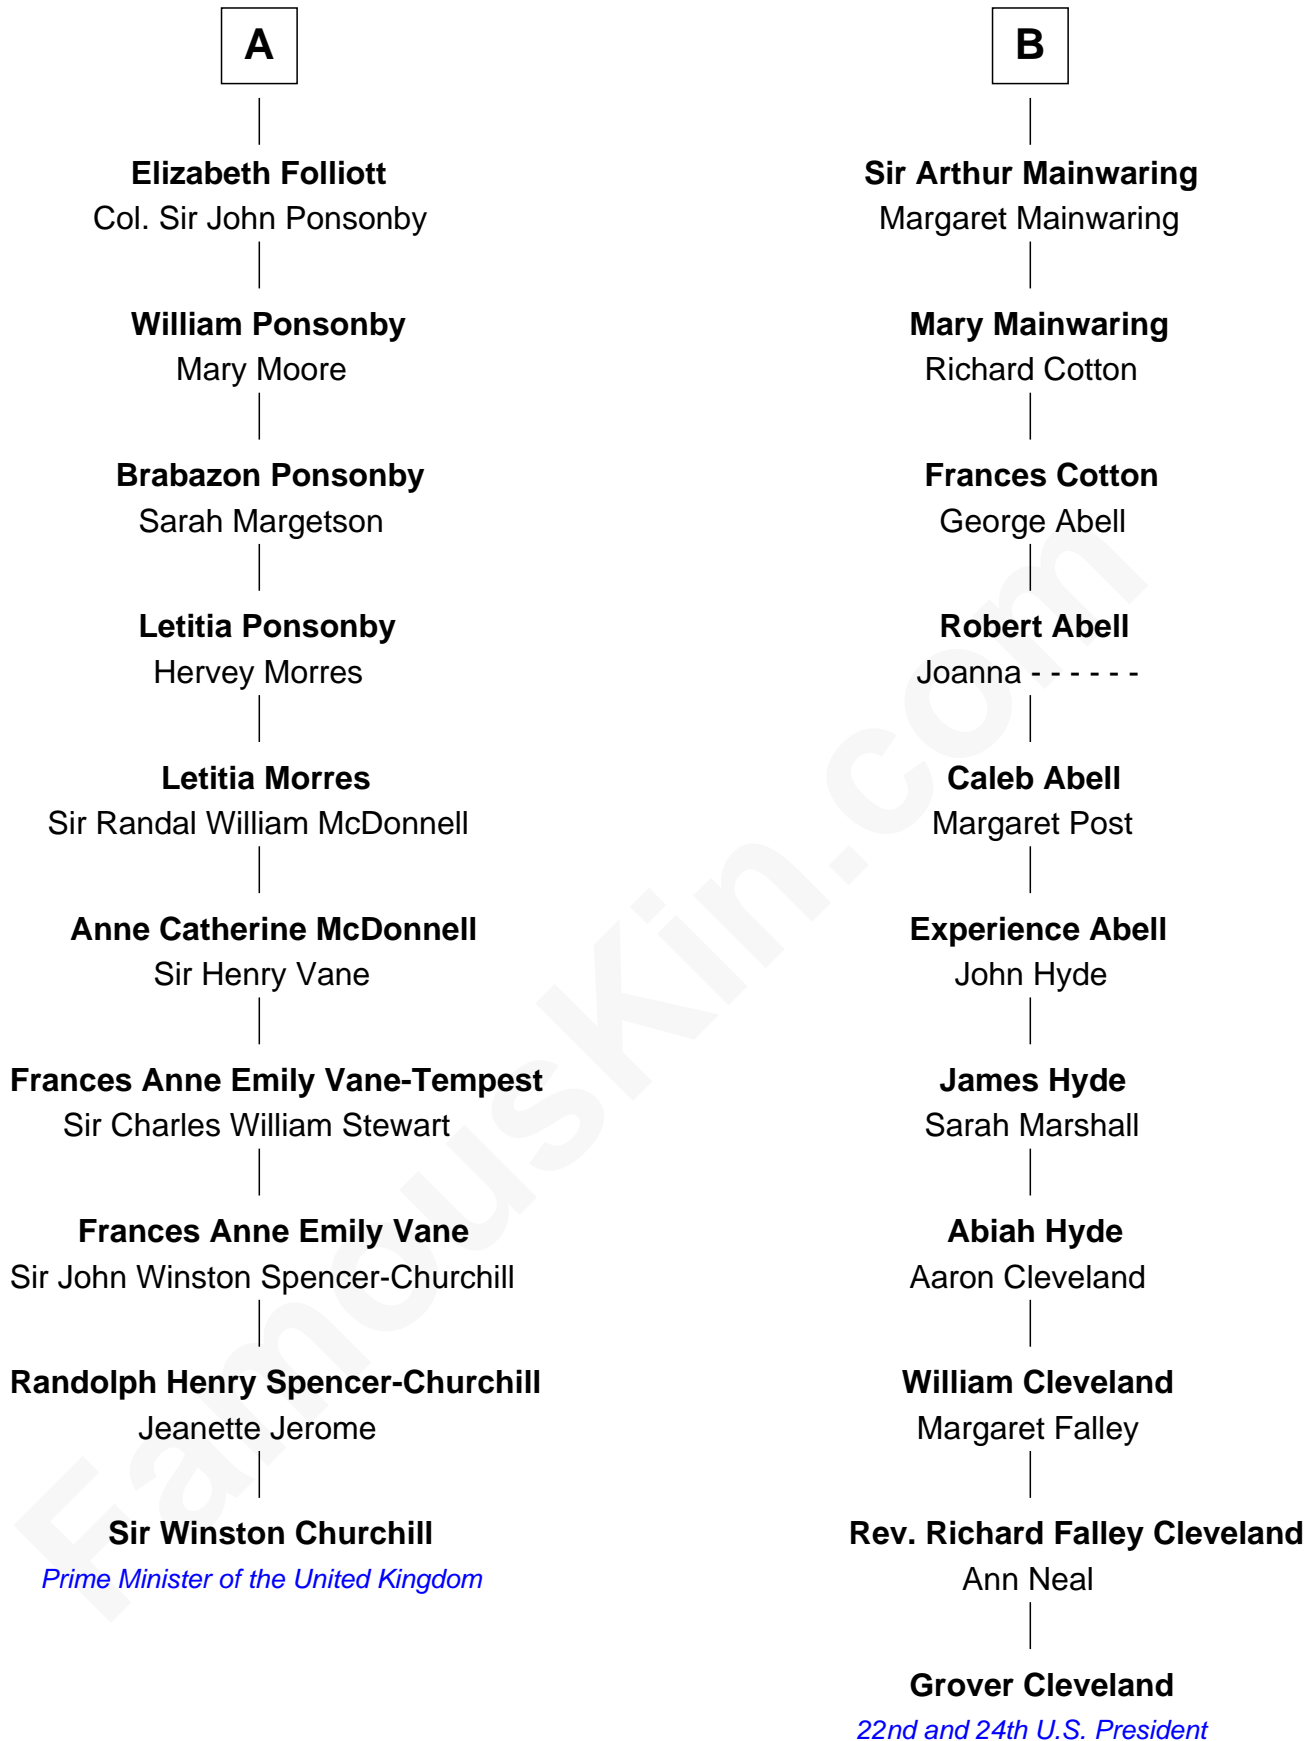 A
Elizabeth Folliott
Col. Sir John Ponsonby
William Ponsonby
Mary Moore
Brabazon Ponsonby
Sarah Margetson
Letitia Ponsonby
Hervey Morres
Letitia Morres
Sir Randal William McDonnell
Anne Catherine McDonnell
Sir Henry Vane
Frances Anne Emily Vane-Tempest
Sir Charles William Stewart
Frances Anne Emily Vane
Sir John Winston Spencer-Churchill
Randolph Henry Spencer-Churchill
Jeanette Jerome
Sir Winston Churchill
Prime Minister of the United Kingdom
B
Sir Arthur Mainwaring
Margaret Mainwaring
Mary Mainwaring
Richard Cotton
Frances Cotton
George Abell
Robert Abell
Joanna - - - - - -
Caleb Abell
Margaret Post
Experience Abell
John Hyde
James Hyde
Sarah Marshall
Abiah Hyde
Aaron Cleveland
William Cleveland
Margaret Falley
Rev. Richard Falley Cleveland
Ann Neal
Grover Cleveland
22nd and 24th U.S. President
FamousKin.com